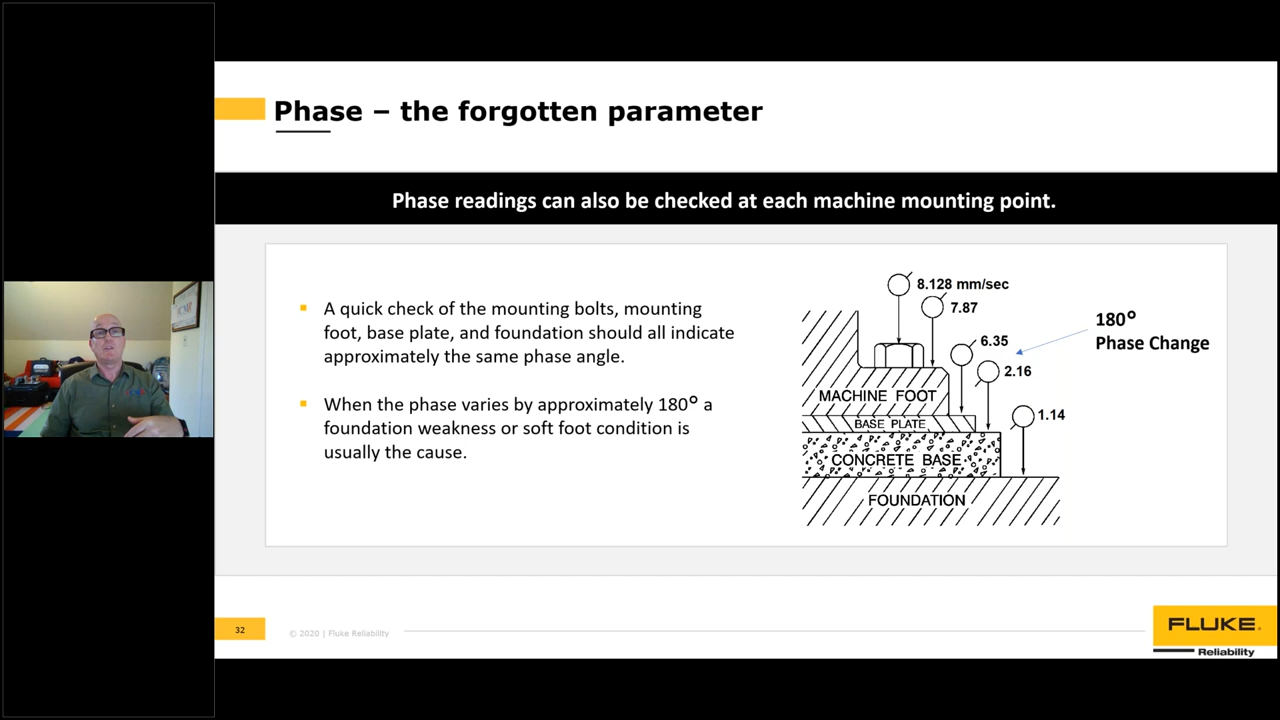 Phase – the forgotten parameter
Phase readings can also be checked at each machine mounting point.
▪ A quick check of the mounting bolts, mounting
foot, base plate, and foundation should all indicate
approximately the same phase angle.
▪ When the phase varies by approximately 180° a
foundation weakness or soft foot condition is
usually the cause.
8.128 mm/sec
7.87
6.35
2.16
1.14
180°
Phase Change
MACHINE FOOT
BASE PLATE
CONCRETE BASE
FOUNDATION
32
© 2020 | Fluke Reliability
FLUKE®
Reliability